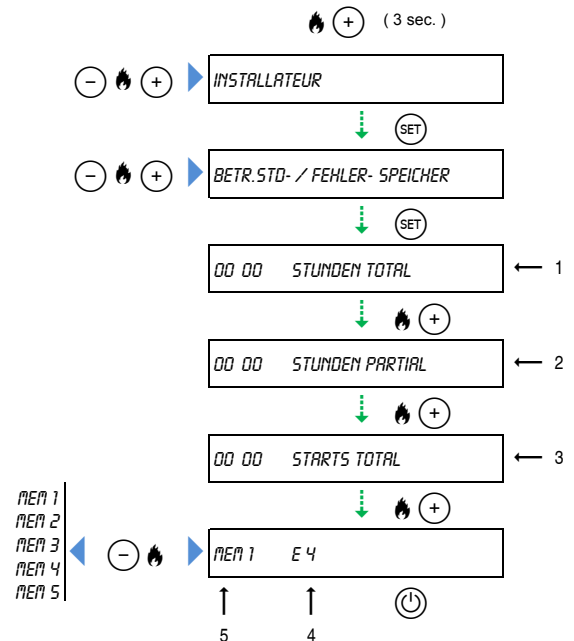 + ( 3 sec. )
- + INSTALLATEUR
SET
- + BETR.STD- / FEHLER- SPEICHER
SET
00 00 STUNDEN TOTAL 1
+
00 00 STUNDEN PARTIAL 2
+
00 00 STARTS TOTAL 3
+
MEM 1
MEM 2
MEM 3
MEM 4
MEM 5
- MEM 1 E 4
5 4